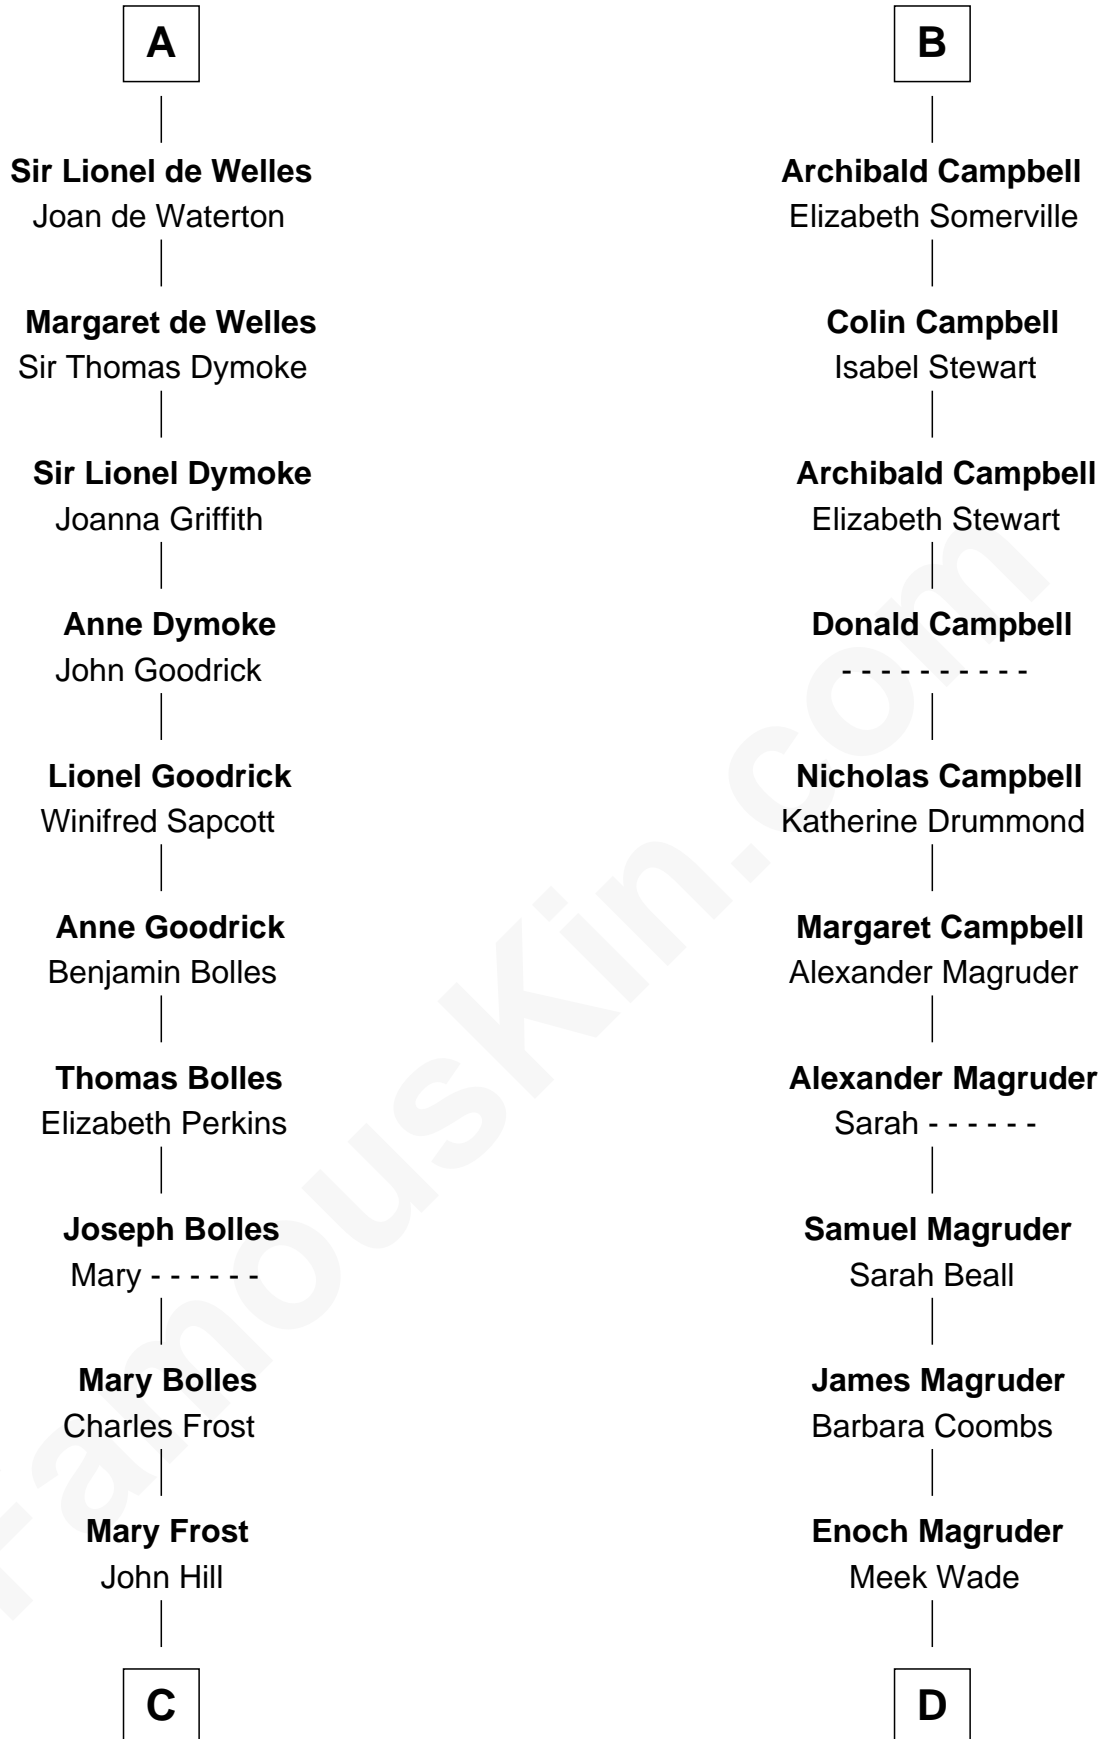 A
Sir Lionel de Welles
Joan de Waterton
Margaret de Welles
Sir Thomas Dymoke
Sir Lionel Dymoke
Joanna Griffith
Anne Dymoke
John Goodrick
Lionel Goodrick
Winifred Sapcott
Anne Goodrick
Benjamin Bolles
Thomas Bolles
Elizabeth Perkins
Joseph Bolles
Mary - - - - - -
Mary Bolles
Charles Frost
Mary Frost
John Hill
C
B
Archibald Campbell
Elizabeth Somerville
Colin Campbell
Isabel Stewart
Archibald Campbell
Elizabeth Stewart
Donald Campbell
- - - - - - - - - -
Nicholas Campbell
Katherine Drummond
Margaret Campbell
Alexander Magruder
Alexander Magruder
Sarah - - - - - -
Samuel Magruder
Sarah Beall
James Magruder
Barbara Coombs
Enoch Magruder
Meek Wade
D
FamousKin.com